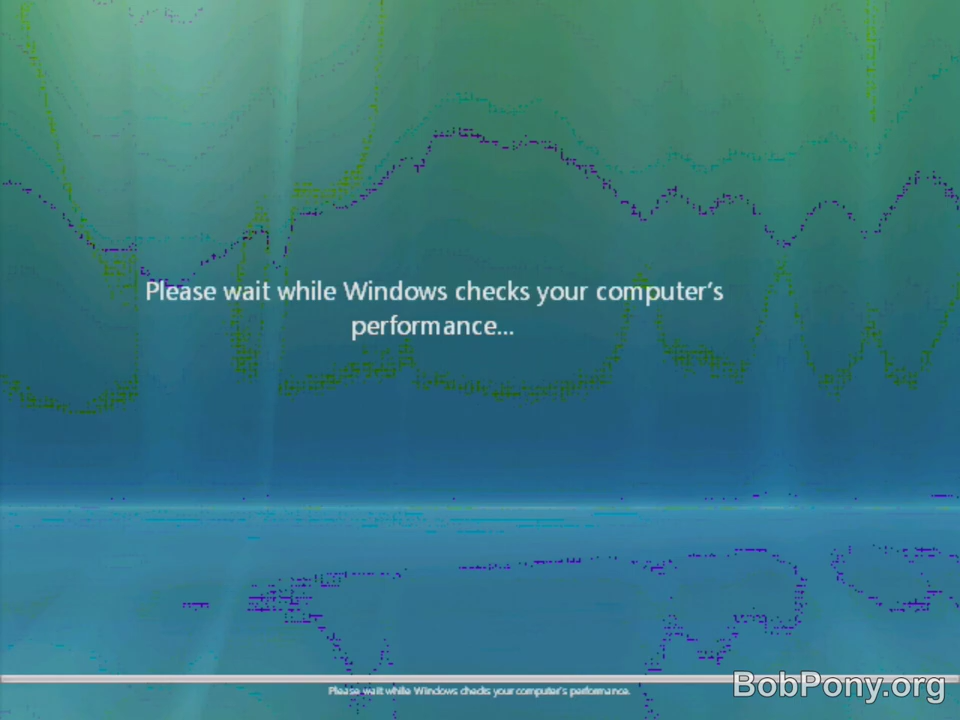 Please wait while Windows checks your computer's
performance...
Please wait while Windows checks your computer's performance.
BobPony.org